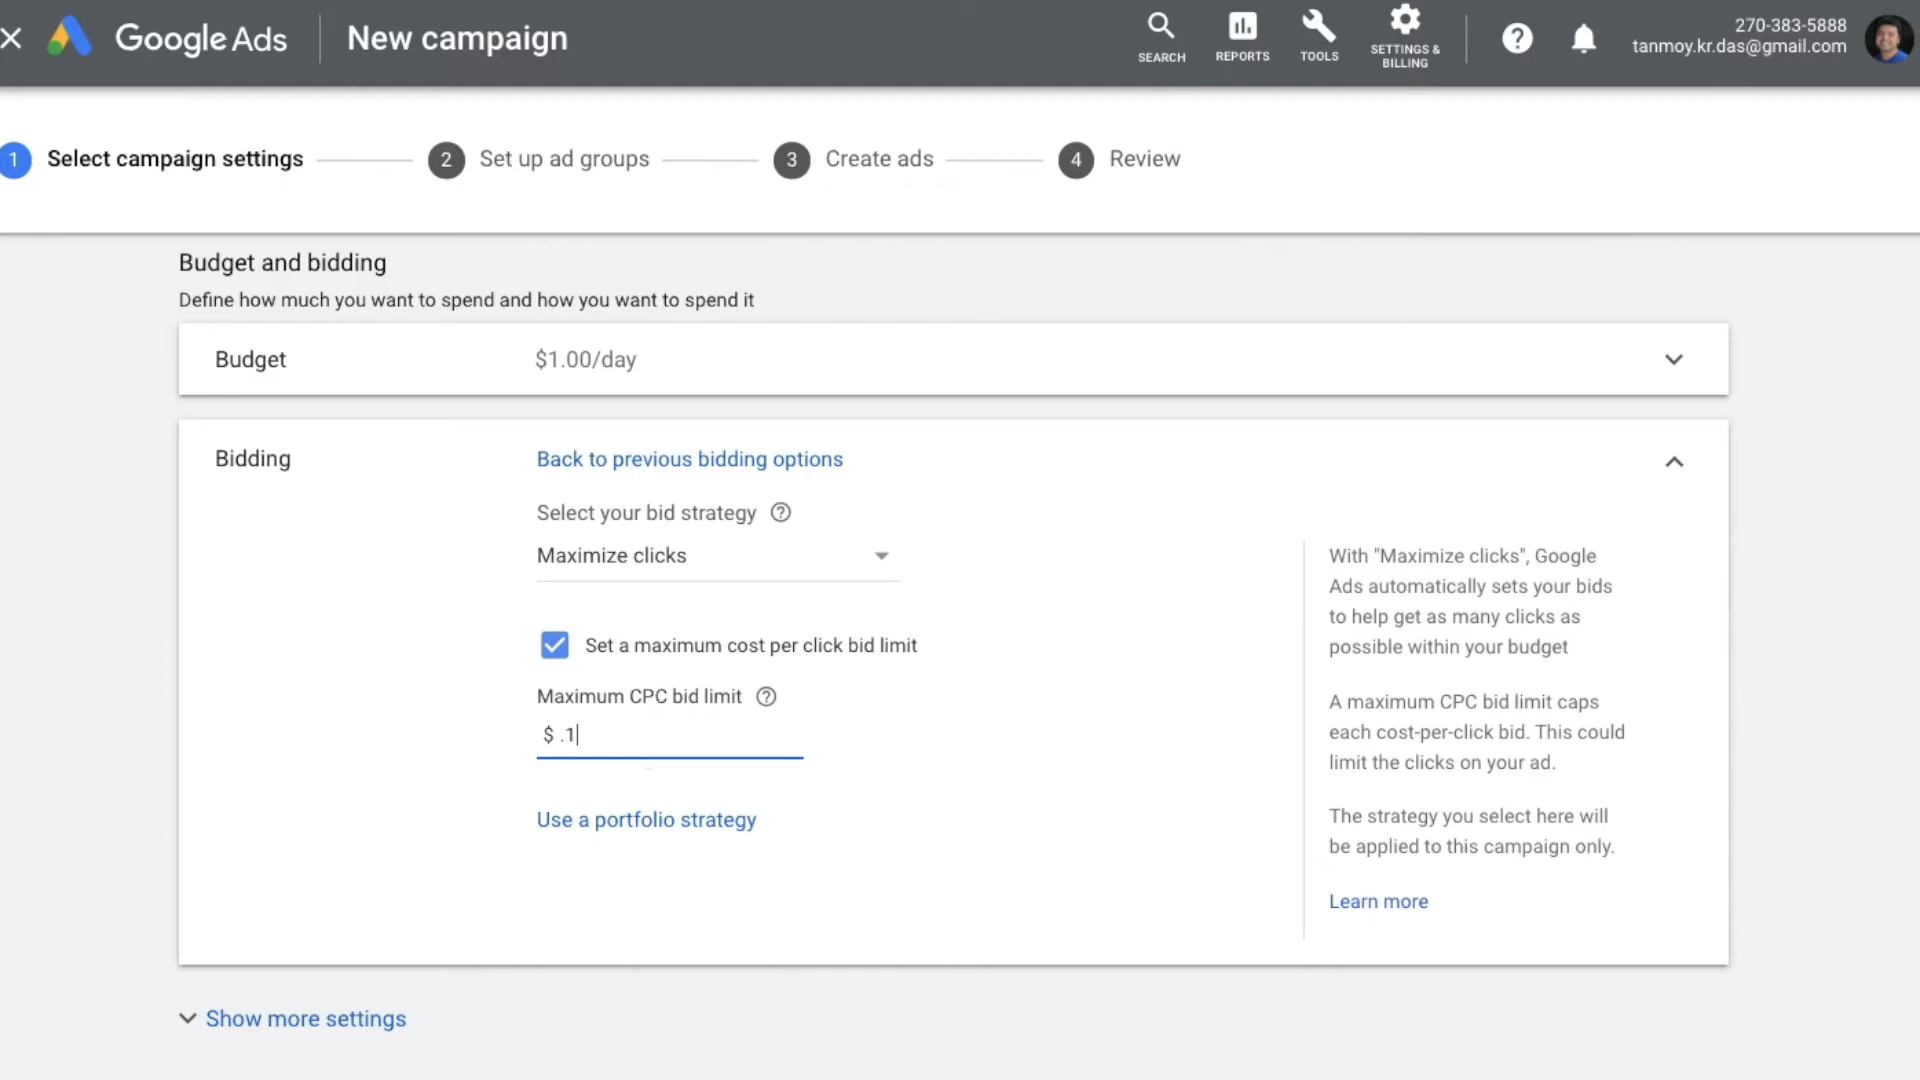 Google Ads
New campaign
SEARCH
REPORTS
TOOLS
SETTINGS &
BILLING
?
270-383-5888
tanmoy.kr.das@gmail.com
1 Select campaign settings
2 Set up ad groups
3 Create ads
4 Review
Budget and bidding
Define how much you want to spend and how you want to spend it
Budget
$1.00/day
Bidding
Back to previous bidding options
Select your bid strategy ?
Maximize clicks
Set a maximum cost per click bid limit
Maximum CPC bid limit ?
$ .1
Use a portfolio strategy
With "Maximize clicks", Google
Ads automatically sets your bids
to help get as many clicks as
possible within your budget
A maximum CPC bid limit caps
each cost-per-click bid. This could
limit the clicks on your ad.
The strategy you select here will
be applied to this campaign only.
Learn more
Show more settings